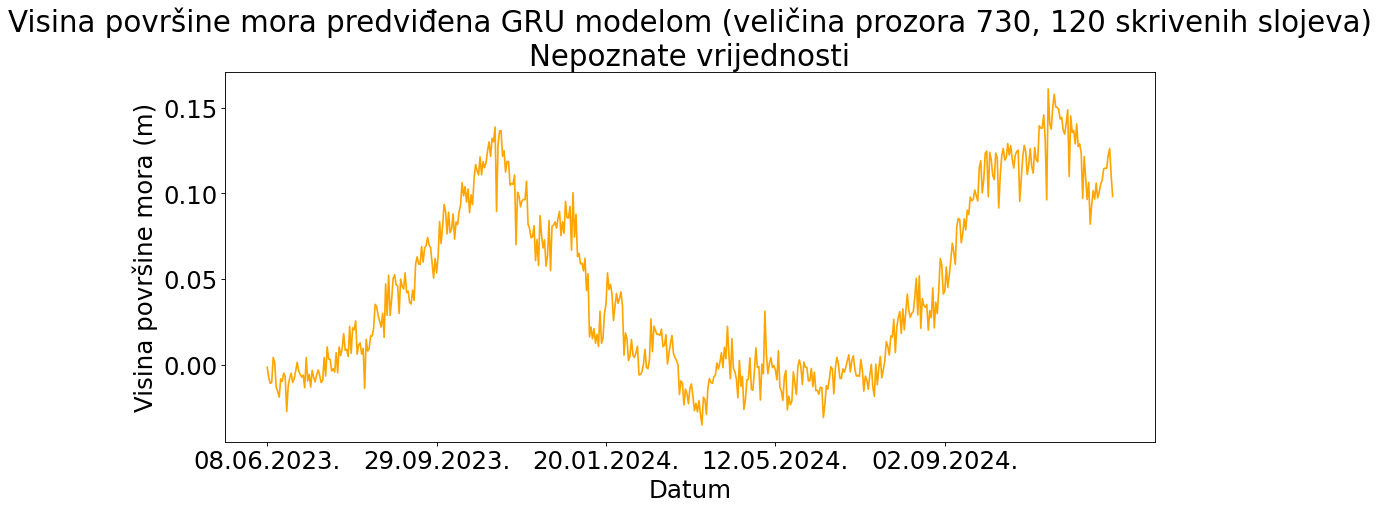 Visina površine mora predviđena GRU modelom (veličina prozora 730, 120 skrivenih slojeva)
Nepoznate vrijednosti
Visina površine mora (m)
0.15
0.10
0.05
0.00
08.06.2023. 29.09.2023. 20.01.2024. 12.05.2024. 02.09.2024.
Datum